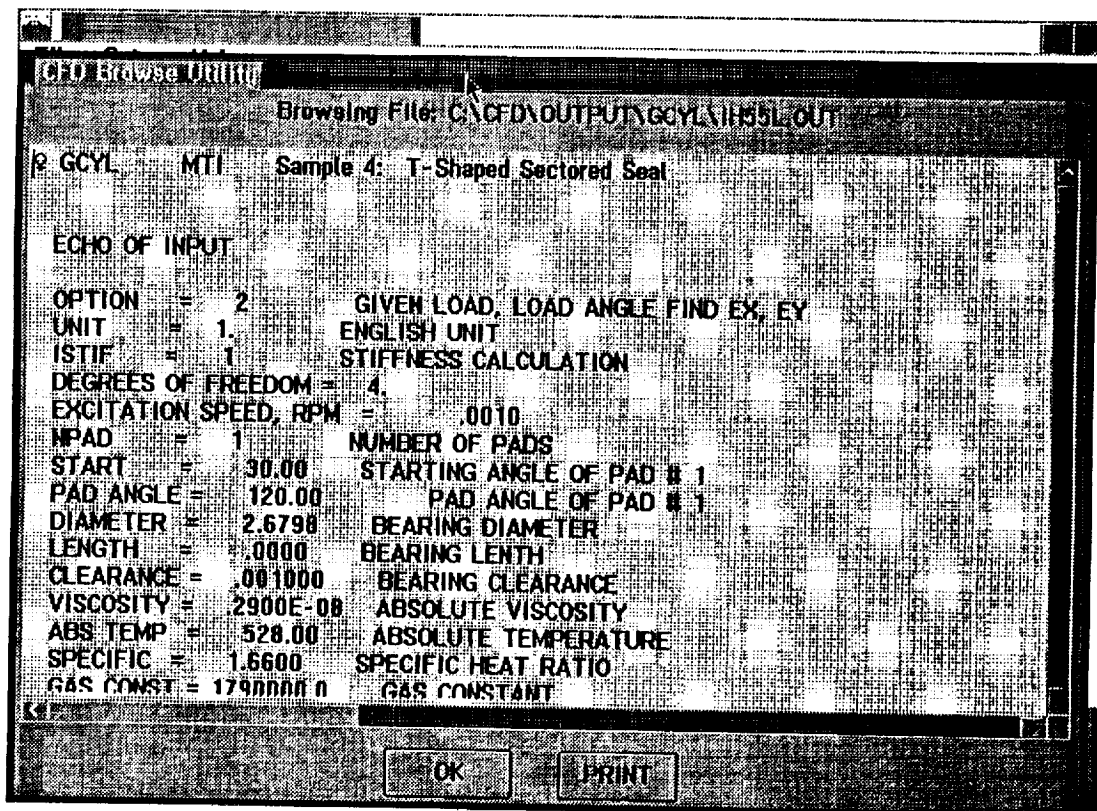 CFD Browse Utility
Browsing File: C:\CFD\OUTPUT\GCYL\IH55L.OUT
GCYL MTI Sample 4: T-Shaped Sectored Seal
ECHO OF INPUT
OPTION = 2 GIVEN LOAD, LOAD ANGLE FIND EX, EY
UNIT = 1. ENGLISH UNIT
ISTIF = 1 STIFFNESS CALCULATION
DEGREES OF FREEDOM = 4.
EXCITATION SPEED, RPM = .0010
NPAD = 1 NUMBER OF PADS
START = 30.00 STARTING ANGLE OF PAD # 1
PAD ANGLE = 120.00 PAD ANGLE OF PAD # 1
DIAMETER = 2.6798 BEARING DIAMETER
LENGTH = .0000 BEARING LENTH
CLEARANCE = .001000 BEARING CLEARANCE
VISCOSITY = .2900E-08 ABSOLUTE VISCOSITY
ABS TEMP = 528.00 ABSOLUTE TEMPERATURE
SPECIFIC = 1.6600 SPECIFIC HEAT RATIO
GAS CONST = 1790000.0 GAS CONSTANT
OK PRINT